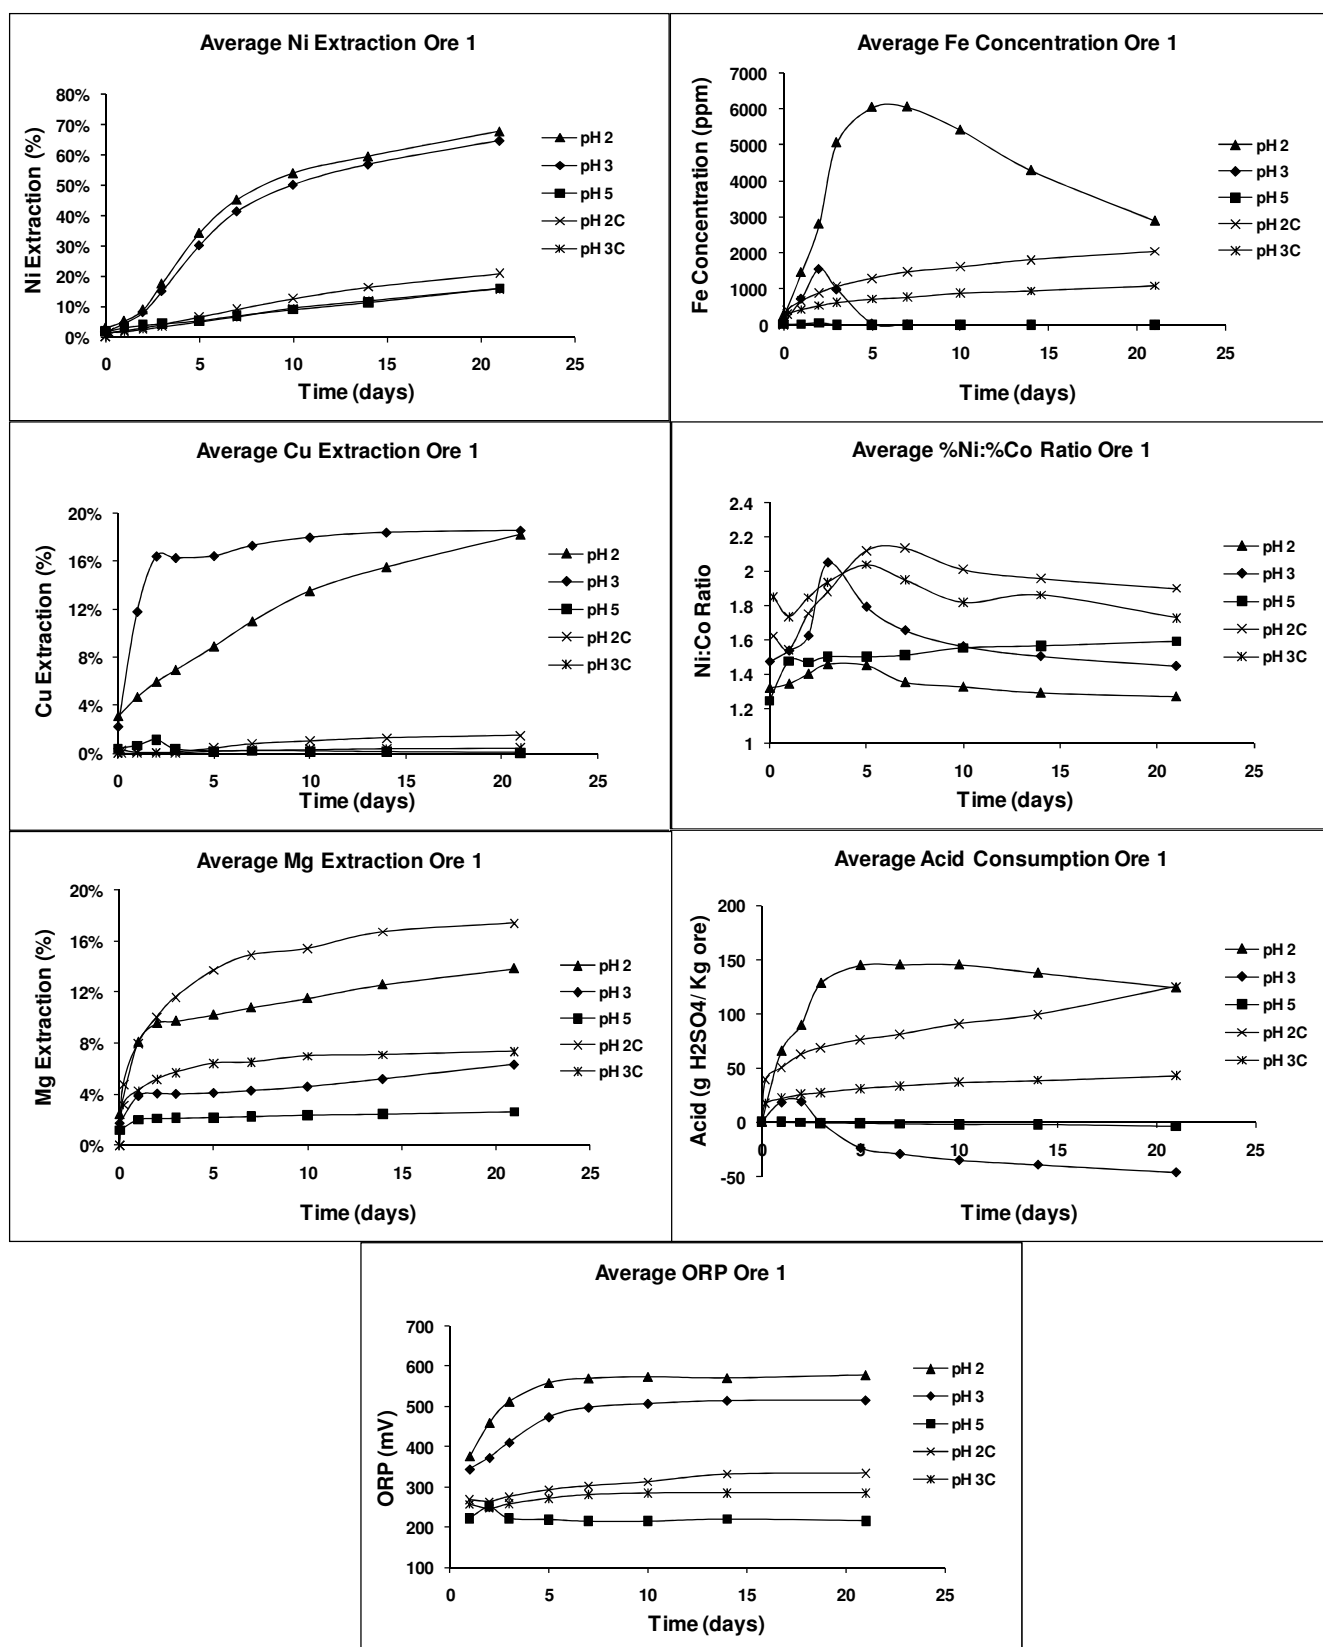 Average Ni Extraction Ore 1
Ni Extraction (%)
80%
70%
60%
50%
40%
30%
20%
10%
0%
0 5 10 15 20 25
Time (days)
pH 2
pH 3
pH 5
pH 2C
pH 3C
Average Fe Concentration Ore 1
Fe Concentration (ppm)
7000
6000
5000
4000
3000
2000
1000
0
0 5 10 15 20 25
Time (days)
pH 2
pH 3
pH 5
pH 2C
pH 3C
Average Cu Extraction Ore 1
Cu Extraction (%)
20%
16%
12%
8%
4%
0%
0 5 10 15 20 25
Time (days)
pH 2
pH 3
pH 5
pH 2C
pH 3C
Average %Ni:%Co Ratio Ore 1
Ni:Co Ratio
2.4
2.2
2
1.8
1.6
1.4
1.2
1
0 5 10 15 20 25
Time (days)
pH 2
pH 3
pH 5
pH 2C
pH 3C
Average Mg Extraction Ore 1
Mg Extraction (%)
20%
16%
12%
8%
4%
0%
0 5 10 15 20 25
Time (days)
pH 2
pH 3
pH 5
pH 2C
pH 3C
Average Acid Consumption Ore 1
Acid (g H2SO4/ Kg ore)
200
150
100
50
0
-50
0 5 10 15 20 25
Time (days)
pH 2
pH 3
pH 5
pH 2C
pH 3C
Average ORP Ore 1
ORP (mV)
700
600
500
400
300
200
100
0 5 10 15 20 25
Time (days)
pH 2
pH 3
pH 5
pH 2C
pH 3C